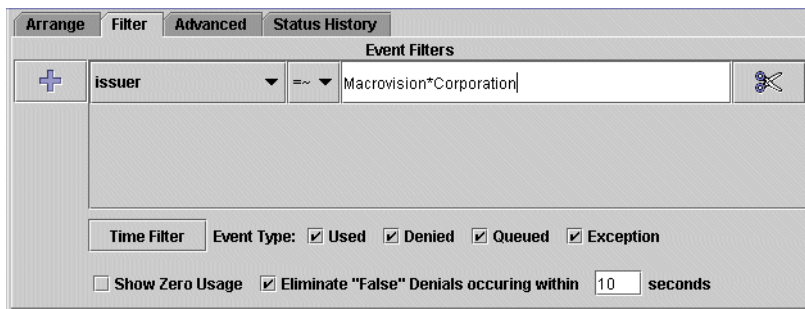 Arrange Filter Advanced Status History
Event Filters
issuer =~ Macrovision*Corporation
Time Filter Event Type: Used Denied Queued Exception
Show Zero Usage Eliminate "False" Denials occuring within 10 seconds